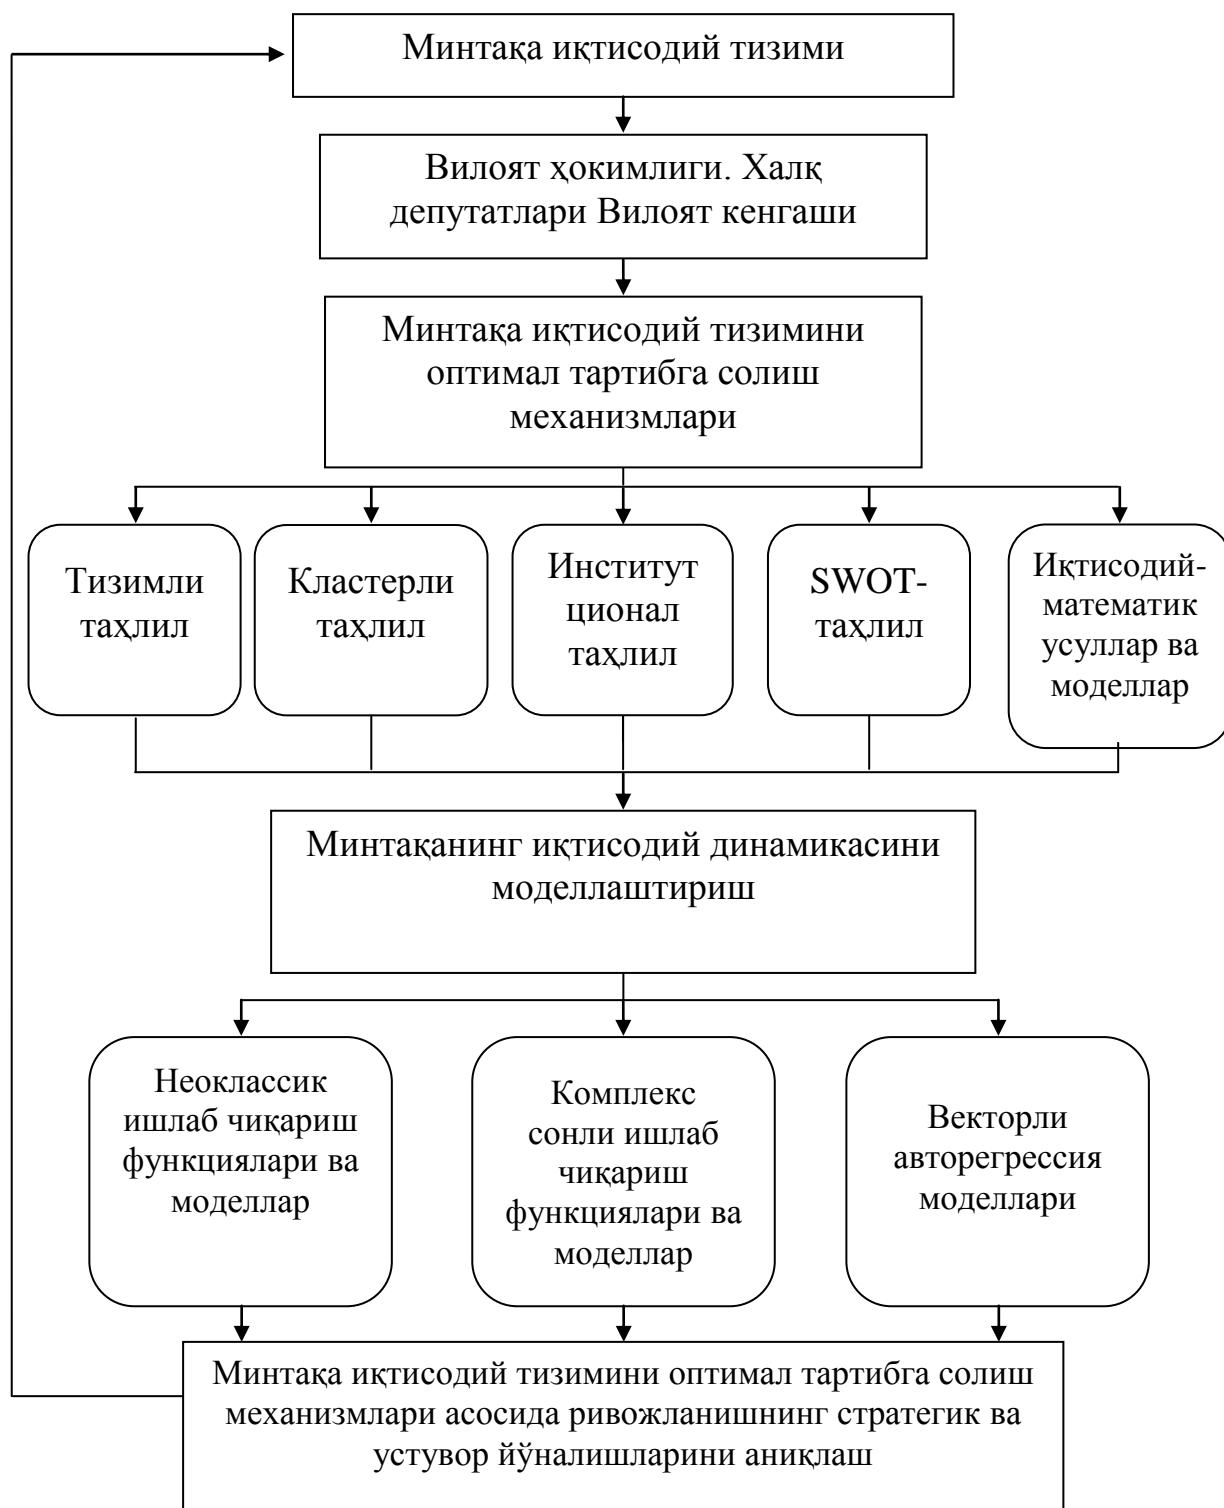 Минтақа иқтисодий тизими
Вилоят ҳокимлиги. Халқ
депутатлари Вилоят кенгаши
Минтақа иқтисодий тизимини
оптимал тартибга солиш
механизмлари
Тизимли
таҳлил
Кластерли
таҳлил
Институт
ционал
таҳлил
SWOT-
таҳлил
Иқтисодий-
математик
усуллар ва
моделлар
Минтақанинг иқтисодий динамикасини
моделлаштириш
Неоклассик
ишлаб чиқариш
функциялари ва
моделлар
Комплекс
сонли ишлаб
чиқариш
функциялари ва
моделлар
Векторли
авторегрессия
моделлари
Минтақа иқтисодий тизимини оптимал тартибга солиш
механизмлари асосида ривожланишнинг стратегик ва
устувор йўналишларини аниқлаш